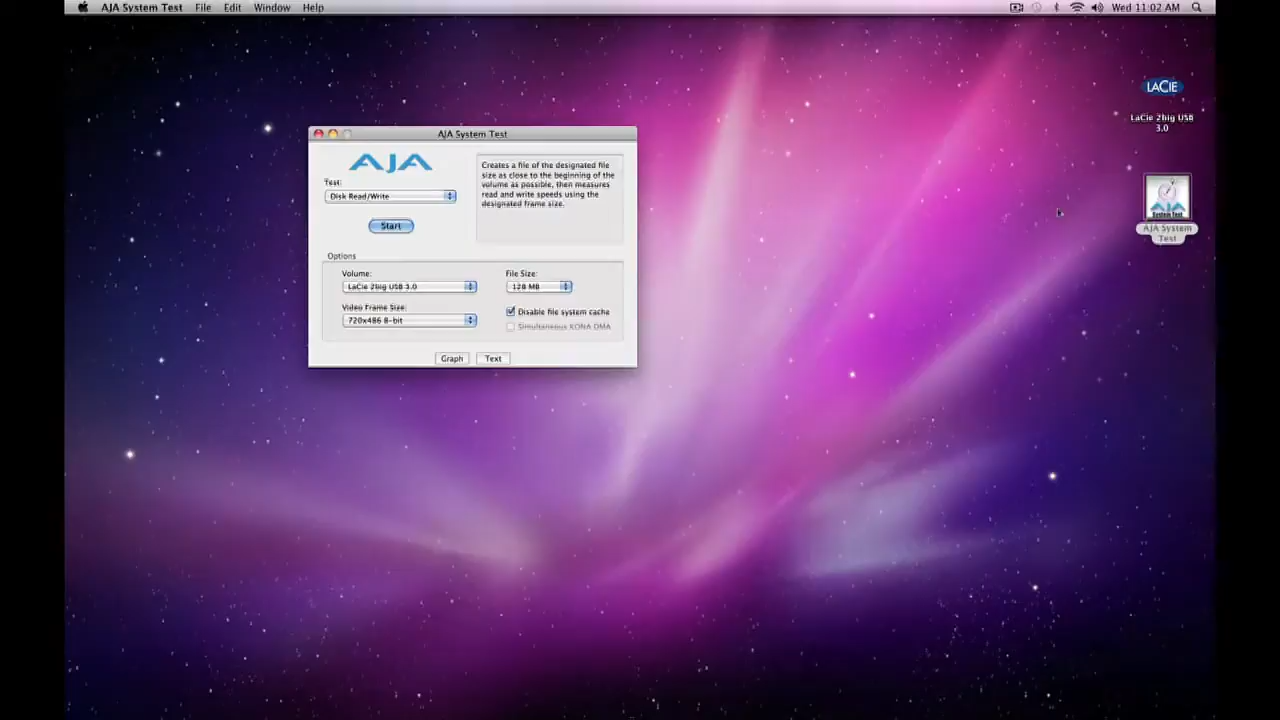 AJA System Test File Edit Window Help Wed 11:02 AM
LACIE
LaCie 2big USB
3.0
System Test
AJA System
Test
AJA System Test
AJA
Test:
Disk Read/Write
Start
Creates a file of the designated file
size as close to the beginning of the
volume as possible, then measures
read and write speeds using the
designated frame size.
Options
Volume:
LaCie 2big USB 3.0
File Size:
128 MB
Video Frame Size:
720x486 8-bit
Disable file system cache
Simultaneous KONA DMA
Graph Text